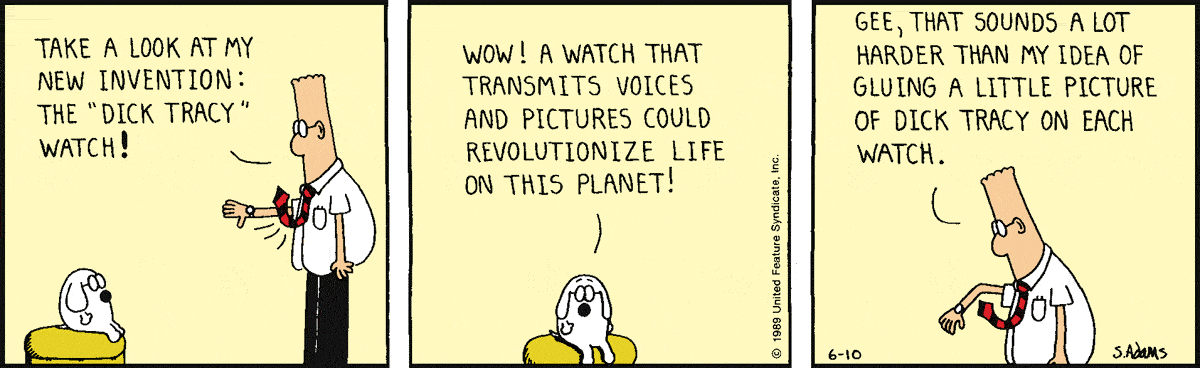 TAKE A LOOK AT MY
NEW INVENTION:
THE "DICK TRACY"
WATCH!
WOW! A WATCH THAT
TRANSMITS VOICES
AND PICTURES COULD
REVOLUTIONIZE LIFE
ON THIS PLANET!
© 1989 United Feature Syndicate, Inc.
GEE, THAT SOUNDS A LOT
HARDER THAN MY IDEA OF
GLUING A LITTLE PICTURE
OF DICK TRACY ON EACH
WATCH.
6-10
S.Adams